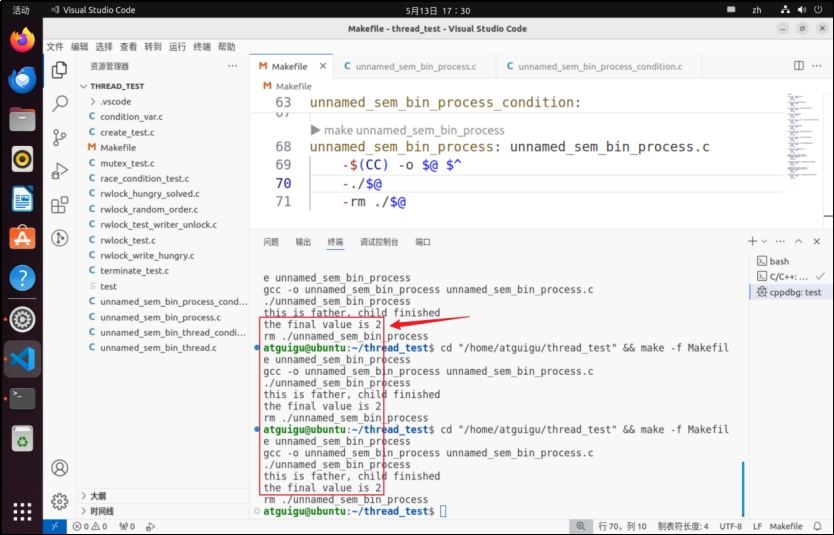 活动
Visual Studio Code
5月13日 17：30
zh
Makefile - thread_test - Visual Studio Code
文件 编辑 选择 查看 转到 运行 终端 帮助
资源管理器
THREAD_TEST
.vscode
condition_var.c
create_test.c
Makefile
mutex_test.c
race_condition_test.c
rwlock_hungry_solved.c
rwlock_random_order.c
rwlock_test_writer_unlock.c
rwlock_test.c
rwlock_write_hungry.c
terminate_test.c
test
unnamed_sem_bin_process_cond...
unnamed_sem_bin_process.c
unnamed_sem_bin_thread_condi...
unnamed_sem_bin_thread.c
大纲
时间线
Makefile
unnamed_sem_bin_process.c
unnamed_sem_bin_process_condition.c
Makefile
63 unnamed_sem_bin_process_condition:
67
make unnamed_sem_bin_process
68 unnamed_sem_bin_process: unnamed_sem_bin_process.c
69 -$(CC) -o $@ $^
70 -./$@
71 -rm ./$@
问题 输出 终端 调试控制台 端口
e unnamed_sem_bin_process
gcc -o unnamed_sem_bin_process unnamed_sem_bin_process.c
./unnamed_sem_bin_process
this is father, child finished
the final value is 2
rm ./unnamed_sem_bin_process
atguigu@ubuntu:~/thread_test$ cd "/home/atguigu/thread_test" && make -f Makefil
e unnamed_sem_bin_process
gcc -o unnamed_sem_bin_process unnamed_sem_bin_process.c
./unnamed_sem_bin_process
this is father, child finished
the final value is 2
rm ./unnamed_sem_bin_process
atguigu@ubuntu:~/thread_test$ cd "/home/atguigu/thread_test" && make -f Makefil
e unnamed_sem_bin_process
gcc -o unnamed_sem_bin_process unnamed_sem_bin_process.c
./unnamed_sem_bin_process
this is father, child finished
the final value is 2
rm ./unnamed_sem_bin_process
atguigu@ubuntu:~/thread_test$
bash
C/C++: ...
cppdbg: test
0 0 0
行 70，列 10 制表符长度: 4 UTF-8 LF Makefile